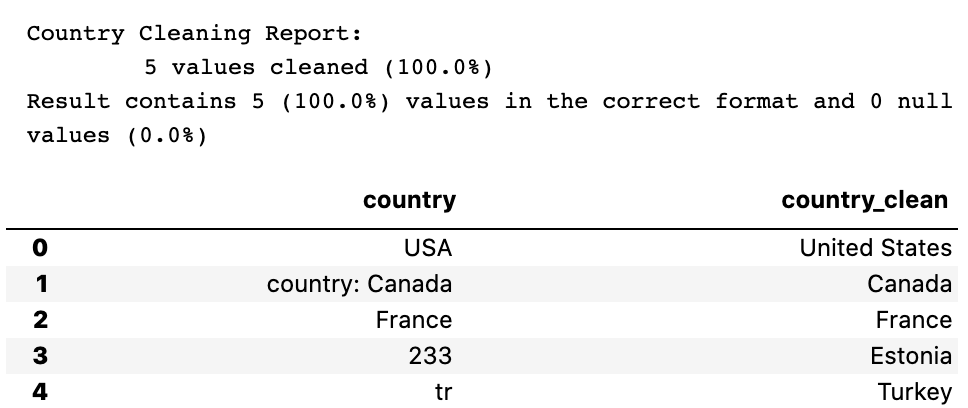 Country Cleaning Report:
5 values cleaned (100.0%)
Result contains 5 (100.0%) values in the correct format and 0 null
values (0.0%)
country country_clean
0 USA United States
1 country: Canada Canada
2 France France
3 233 Estonia
4 tr Turkey